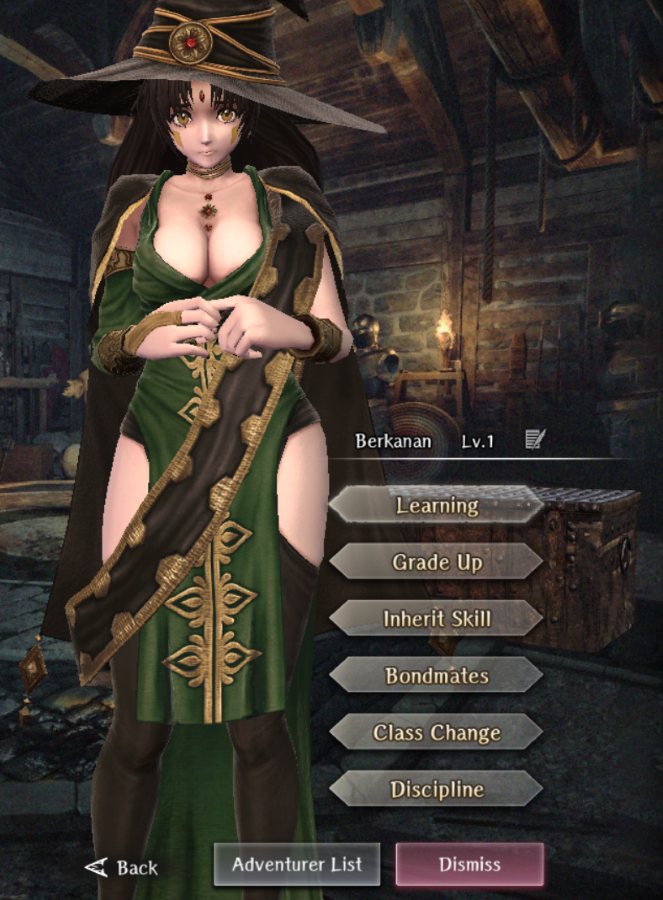 Berkanan Lv.1
Learning
Grade Up
Inherit Skill
Bondmates
Class Change
Discipline
Back Adventurer List Dismiss